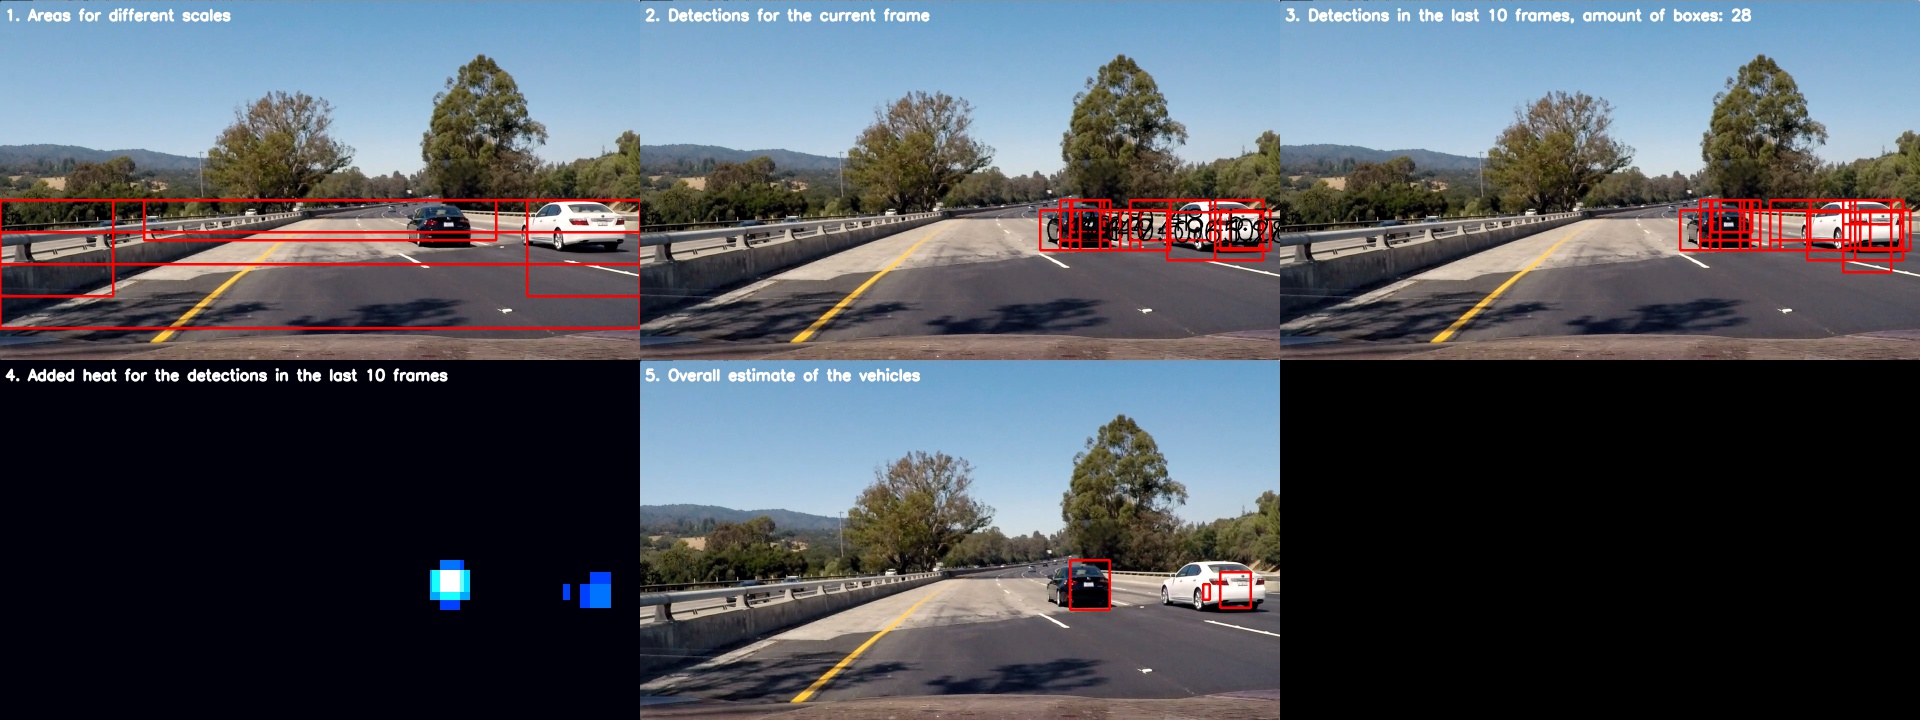 1. Areas for different scales
2. Detections for the current frame
3. Detections in the last 10 frames, amount of boxes: 28
4. Added heat for the detections in the last 10 frames
5. Overall estimate of the vehicles